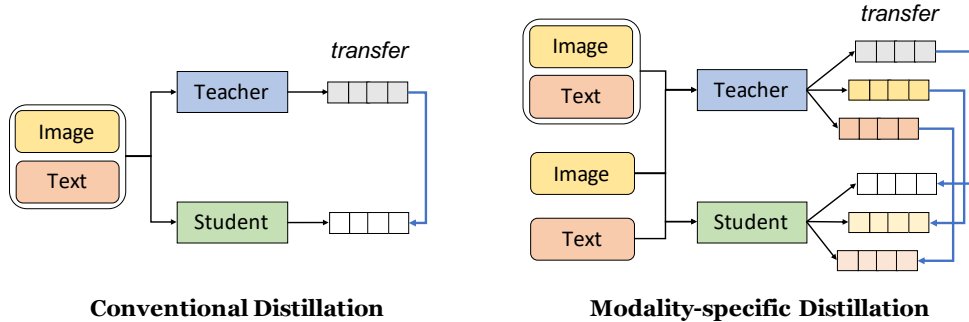 transfer
Teacher
Image
Text
Student
Conventional Distillation
transfer
Image
Text
Teacher
Image
Text
Student
Modality-specific Distillation